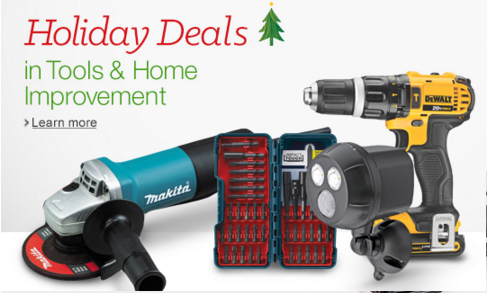 Holiday Deals
in Tools & Home
Improvement
> Learn more
makita
DEWALT